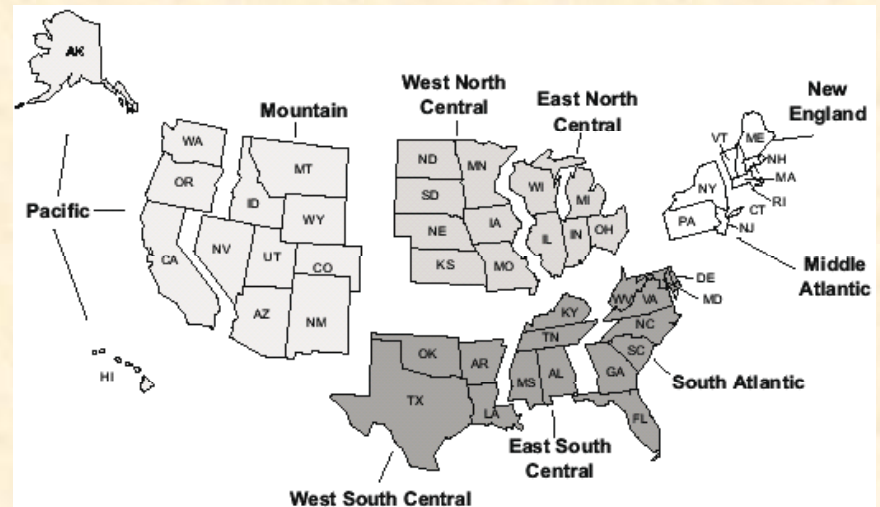 AK
West North
Central
East North
Central
New
England
Mountain
Pacific
WA
OR
CA
HI
MT
ID
WY
NV
UT
CO
AZ
NM
ND
SD
NE
KS
MN
IA
MO
WI
MI
IL
IN
OH
VT
ME
NH
MA
RI
CT
NJ
NY
PA
Middle
Atlantic
DE
MD
WV
VA
NC
SC
GA
FL
South Atlantic
KY
TN
MS
AL
East South
Central
OK
AR
TX
LA
West South Central